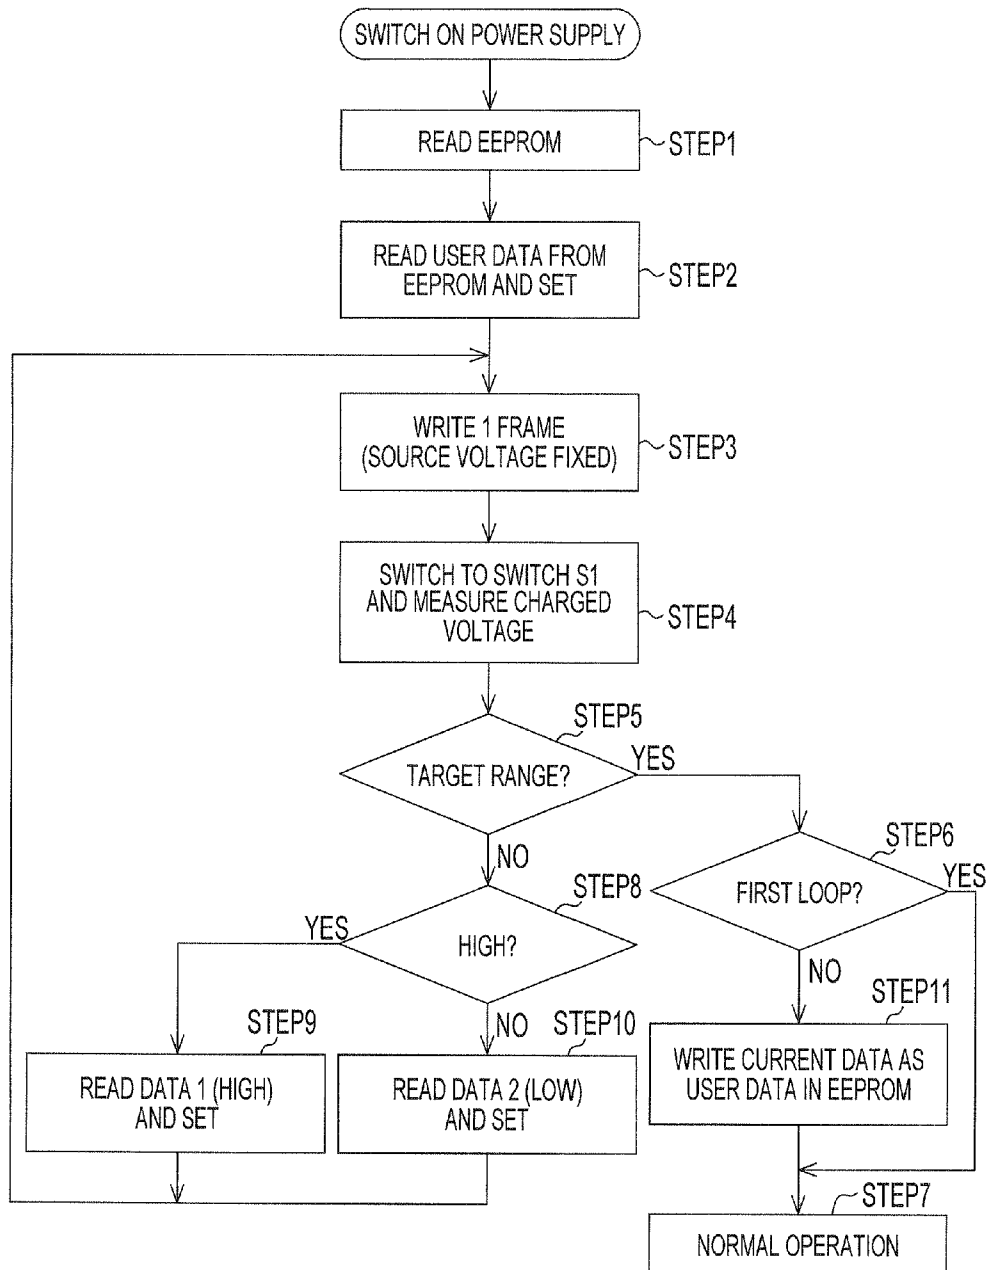 SWITCH ON POWER SUPPLY
READ EEPROM
STEP1
READ USER DATA FROM
EEPROM AND SET
STEP2
WRITE 1 FRAME
(SOURCE VOLTAGE FIXED)
STEP3
SWITCH TO SWITCH S1
AND MEASURE CHARGED
VOLTAGE
STEP4
STEP5
TARGET RANGE?
YES
NO
STEP6
FIRST LOOP?
YES
NO
STEP8
HIGH?
YES
NO
STEP9
READ DATA 1 (HIGH)
AND SET
STEP10
READ DATA 2 (LOW)
AND SET
STEP11
WRITE CURRENT DATA AS
USER DATA IN EEPROM
STEP7
NORMAL OPERATION